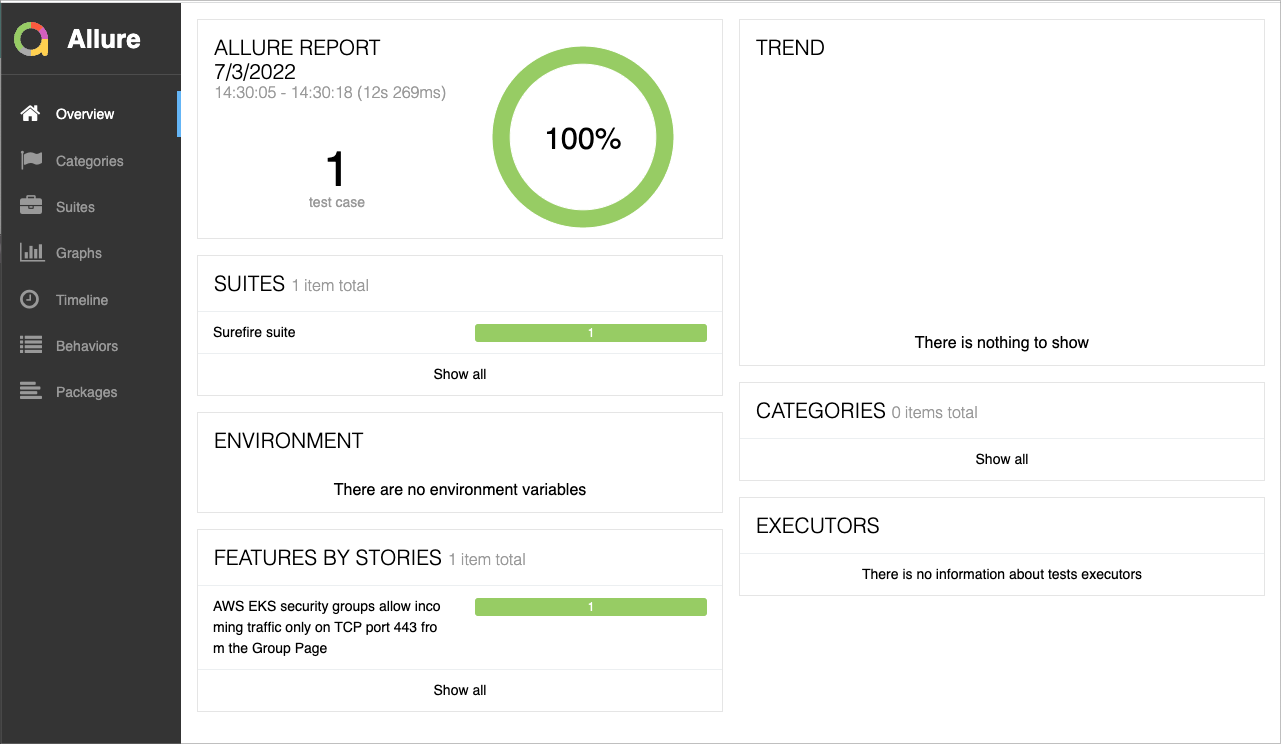 Allure
Overview
Categories
Suites
Graphs
Timeline
Behaviors
Packages
ALLURE REPORT
7/3/2022
14:30:05 - 14:30:18 (12s 269ms)
1
test case
100%
SUITES 1 item total
Surefire suite
1
Show all
ENVIRONMENT
There are no environment variables
FEATURES BY STORIES 1 item total
AWS EKS security groups allow inco
ming traffic only on TCP port 443 fro
m the Group Page
1
Show all
TREND
There is nothing to show
CATEGORIES 0 items total
Show all
EXECUTORS
There is no information about tests executors